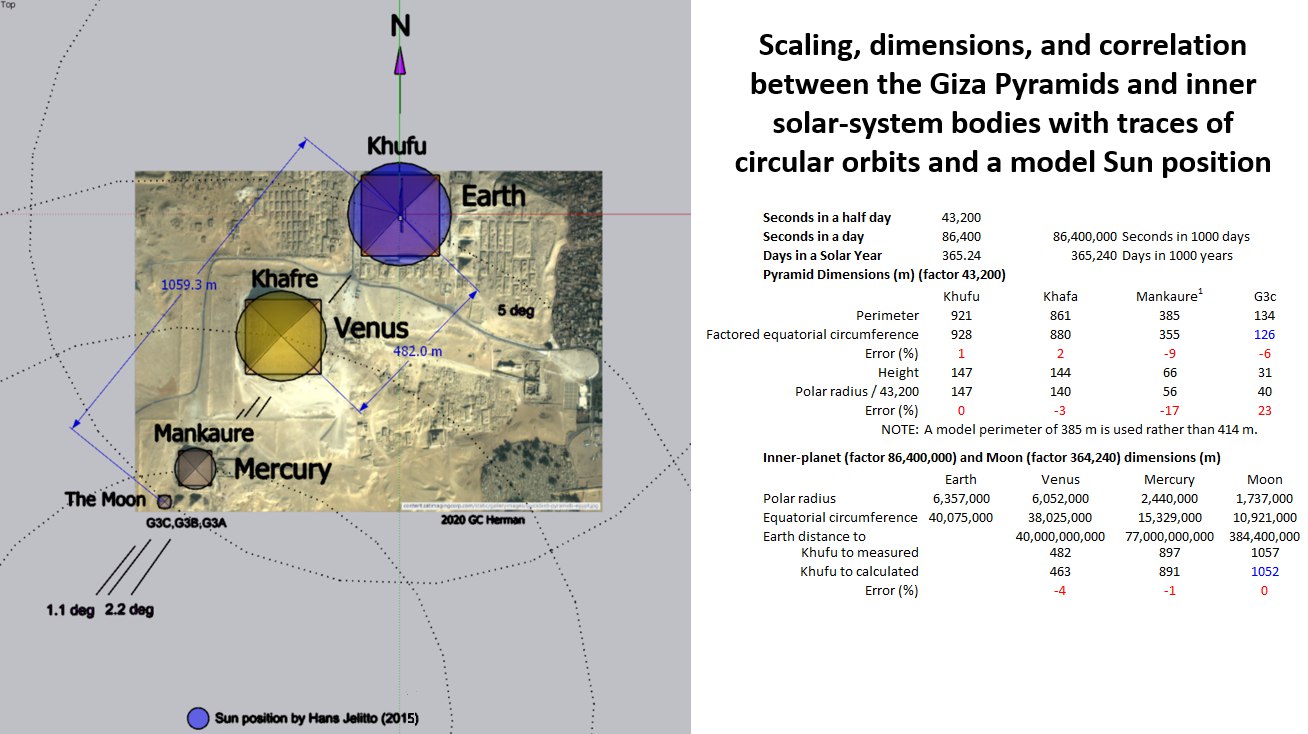 Top
N
Khufu
Earth
1059.3 m
Khafre
5 deg
Venus
482.0 m
Mankaure
Mercury
The Moon
G3C,G3B,G3A
2020 GC Herman
1.1 deg 2.2 deg
Sun position by Hans Jelitto (2015)
Scaling, dimensions, and correlation
between the Giza Pyramids and inner
solar-system bodies with traces of
circular orbits and a model Sun position
Seconds in a half day 43,200
Seconds in a day 86,400 86,400,000 Seconds in 1000 days
Days in a Solar Year 365.24 365,240 Days in 1000 years
Pyramid Dimensions (m) (factor 43,200)
Khufu Khafa Mankaure1 G3c
Perimeter 921 861 385 134
Factored equatorial circumference 928 880 355 126
Error (%) 1 2 -9 -6
Height 147 144 66 31
Polar radius / 43,200 147 140 56 40
Error (%) 0 -3 -17 23
NOTE: A model perimeter of 385 m is used rather than 414 m.
Inner-planet (factor 86,400,000) and Moon (factor 364,240) dimensions (m)
Earth Venus Mercury Moon
Polar radius 6,357,000 6,052,000 2,440,000 1,737,000
Equatorial circumference 40,075,000 38,025,000 15,329,000 10,921,000
Earth distance to 40,000,000,000 77,000,000,000 384,400,000
Khufu to measured 482 897 1057
Khufu to calculated 463 891 1052
Error (%) -4 -1 0